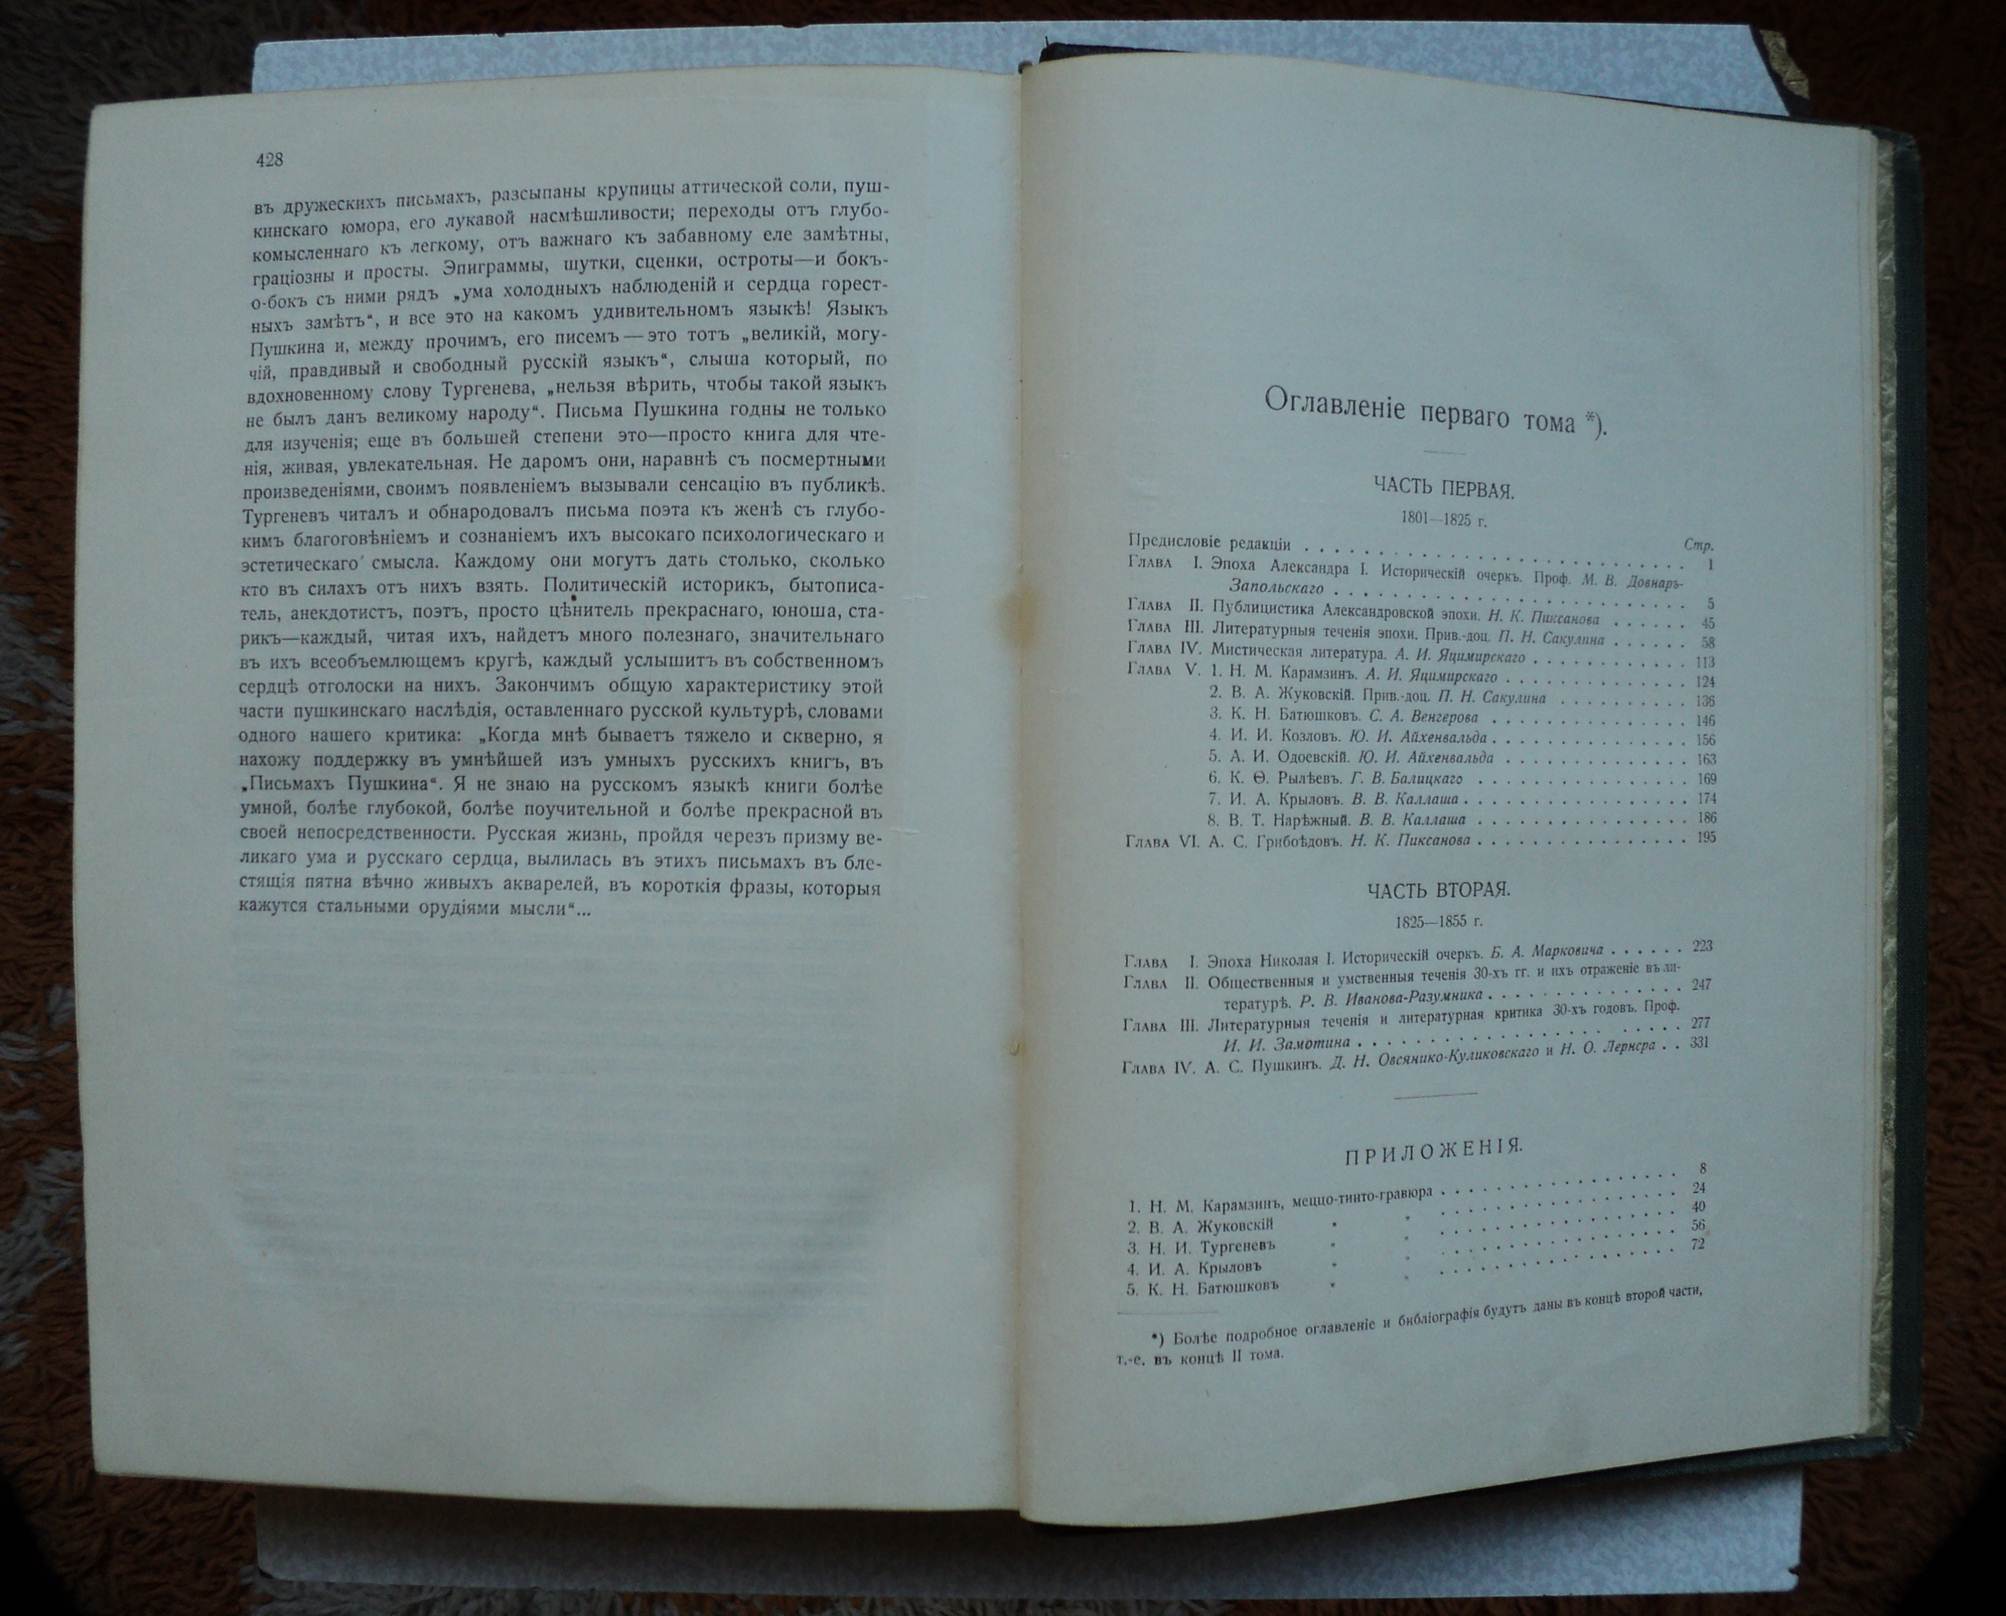 428
въ дружескихъ письмахъ, разсыпаны крупицы аттической соли, пуш-
кинскаго юмора, его лукавой насмѣшливости; переходы отъ глубо-
комысленнаго къ легкому, отъ важнаго къ забавному еле замѣтны,
граціозны и просты. Эпиграммы, шутки, сценки, остроты—и бокъ-
о-бокъ съ ними рядъ „ума холодныхъ наблюденій и сердца горест-
ныхъ замѣтъ“, и все это на какомъ удивительномъ языкѣ! Языкъ
Пушкина и, между прочимъ, его писемъ — это тотъ „великій, могу-
чій, правдивый и свободный русскій языкъ“, слыша который, по
вдохновенному слову Тургенева, „нельзя вѣрить, чтобы такой языкъ
не былъ данъ великому народу“. Письма Пушкина годны не только
для изученія; еще въ большей степени это—просто книга для чте-
нія, живая, увлекательная. Не даромъ они, наравнѣ съ посмертными
произведеніями, своимъ появленіемъ вызывали сенсацію въ публикѣ.
Тургеневъ читалъ и обнародовалъ письма поэта къ женѣ съ глубо-
кимъ благоговѣніемъ и сознаніемъ ихъ высокаго психологическаго и
эстетическаго смысла. Каждому они могутъ дать столько, сколько
кто въ силахъ отъ нихъ взять. Политическій историкъ, бытописа-
тель, анекдотистъ, поэтъ, просто цѣнитель прекраснаго, юноша, ста-
рикъ—каждый, читая ихъ, найдетъ много полезнаго, значительнаго
въ ихъ всеобъемлющемъ кругѣ, каждый услышитъ въ собственномъ
сердцѣ отголоски на нихъ. Закончимъ общую характеристику этой
части пушкинскаго наслѣдія, оставленнаго русской культурѣ, словами
одного нашего критика: „Когда мнѣ бываетъ тяжело и скверно, я
нахожу поддержку въ умнѣйшей изъ умныхъ русскихъ книгъ, въ
„Письмахъ Пушкина“. Я не знаю на русскомъ языкѣ книги болѣе
умной, болѣе глубокой, болѣе поучительной и болѣе прекрасной въ
своей непосредственности. Русская жизнь, пройдя черезъ призму ве-
ликаго ума и русскаго сердца, вылилась въ этихъ письмахъ въ бле-
стящія пятна вѣчно живыхъ акварелей, въ короткія фразы, которыя
кажутся стальными орудіями мысли“...
Оглавленіе перваго тома *).
ЧАСТЬ ПЕРВАЯ.
1801—1825 г.
Стр.
Предисловіе редакціи . . . . . . . . . . 1
Глава I. Эпоха Александра I. Историческій очеркъ. Проф. М. В. Довнаръ-
Запольскаго . . . . . . . . . . 5
Глава II. Публицистика Александровской эпохи. Н. К. Пиксанова . . . . . . 45
Глава III. Литературныя теченія эпохи. Прив.-доц. П. Н. Сакулина . . . . . . 58
Глава IV. Мистическая литература. А. И. Яцимирскаго . . . . . . . . . . 113
Глава V. 1. Н. М. Карамзинъ. А. И. Яцимирскаго . . . . . . . . . . 124
2. В. А. Жуковскій. Прив.-доц. П. Н. Сакулина . . . . . . . . . . 136
3. К. Н. Батюшковъ. С. А. Венгерова . . . . . . . . . . 146
4. И. И. Козловъ. Ю. И. Айхенвальда . . . . . . . . . . 156
5. А. И. Одоевскій. Ю. И. Айхенвальда . . . . . . . . . . 163
6. К. Ѳ. Рылѣевъ. Г. В. Балицкаго . . . . . . . . . . 169
7. И. А. Крыловъ. В. В. Каллаша . . . . . . . . . . 174
8. В. Т. Нарѣжный. В. В. Каллаша . . . . . . . . . . 186
Глава VI. А. С. Грибоѣдовъ. Н. К. Пиксанова . . . . . . . . . . 195
ЧАСТЬ ВТОРАЯ.
1825—1855 г.
Глава I. Эпоха Николая I. Историческій очеркъ. Б. А. Марковича . . . . . . 223
Глава II. Общественныя и умственныя теченія 30-хъ гг. и ихъ отраженіе въ ли-
тературѣ. Р. В. Иванова-Разумника . . . . . . . . . . 247
Глава III. Литературныя теченія и литературная критика 30-хъ годовъ. Проф.
И. И. Замотина . . . . . . . . . . 277
Глава IV. А. С. Пушкинъ. Д. Н. Овсянико-Куликовскаго и Н. О. Лернера . . 331
ПРИЛОЖЕНІЯ.
1. Н. М. Карамзинъ, меццо-тинто-гравюра . . . . . . . . . . 8
2. В. А. Жуковскій „ „ . . . . . . . . . . 24
3. Н. И. Тургеневъ „ „ . . . . . . . . . . 40
4. И. А. Крыловъ „ „ . . . . . . . . . . 56
5. К. Н. Батюшковъ „ „ . . . . . . . . . . 72
*) Болѣе подробное оглавленіе и библіографія будутъ даны въ концѣ второй части,
т.-е. въ концѣ II тома.